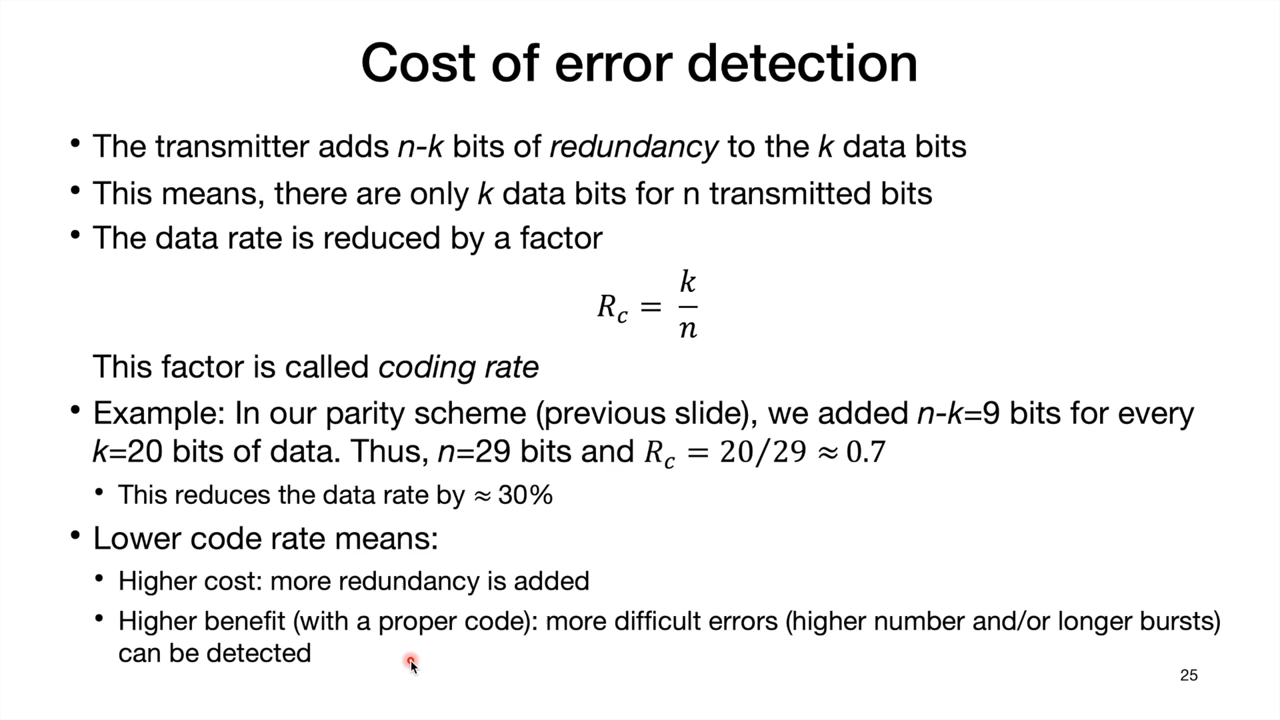 Cost of error detection
• The transmitter adds n-k bits of redundancy to the k data bits
• This means, there are only k data bits for n transmitted bits
• The data rate is reduced by a factor
R_c = k/n
This factor is called coding rate
• Example: In our parity scheme (previous slide), we added n-k=9 bits for every
k=20 bits of data. Thus, n=29 bits and R_c = 20/29 ≈ 0.7
• This reduces the data rate by ≈ 30%
• Lower code rate means:
• Higher cost: more redundancy is added
• Higher benefit (with a proper code): more difficult errors (higher number and/or longer bursts)
can be detected
25